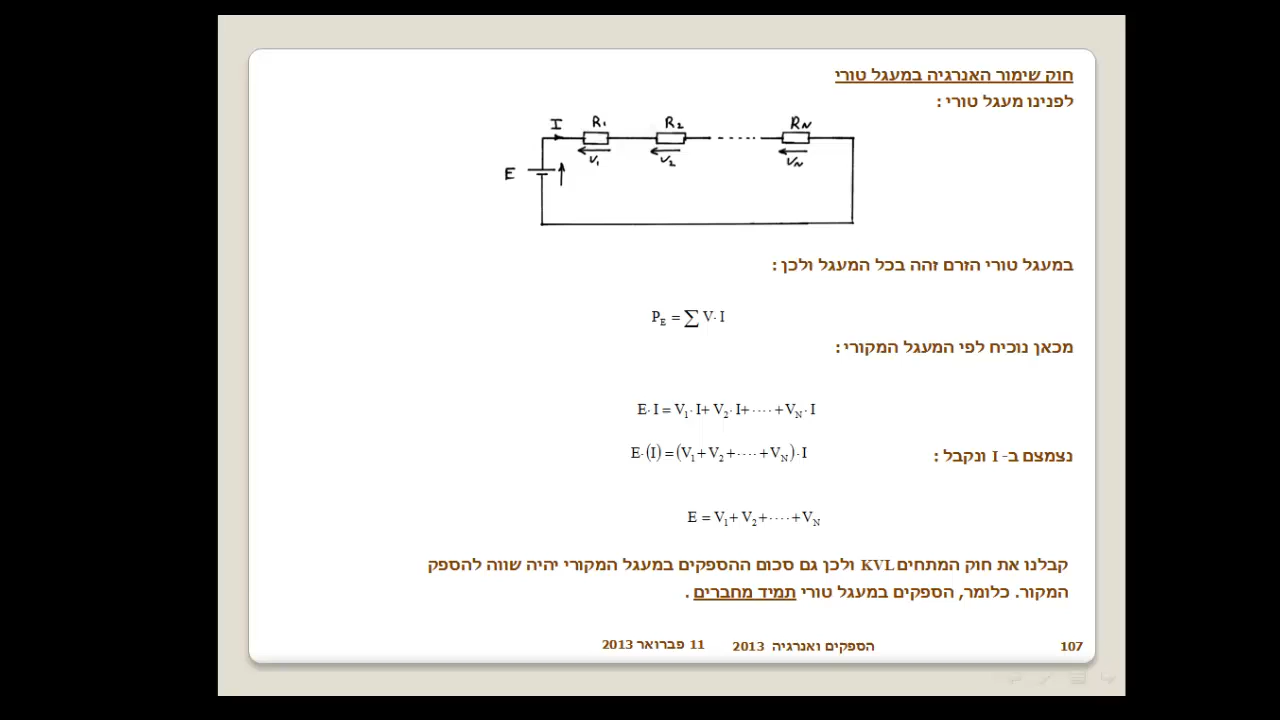 חוק שימור האנרגיה במעגל טורי
לפנינו מעגל טורי :
I R₁ R₂ R_N
V₁ V₂ V_N
E
במעגל טורי הזרם זהה בכל המעגל ולכן :
P_E = ∑ V · I
מכאן נוכיח לפי המעגל המקורי :
E · I = V₁ · I + V₂ · I + ···· + V_N · I
E · (I) = (V₁ + V₂ + ···· + V_N) · I
נצמצם ב- I ונקבל :
E = V₁ + V₂ + ···· + V_N
קבלנו את חוק המתחים KVL ולכן גם סכום ההספקים במעגל המקורי יהיה שווה להספק
המקור. כלומר, הספקים במעגל טורי תמיד מחברים .
107 הספקים ואנרגיה 2013 11 פברואר 2013